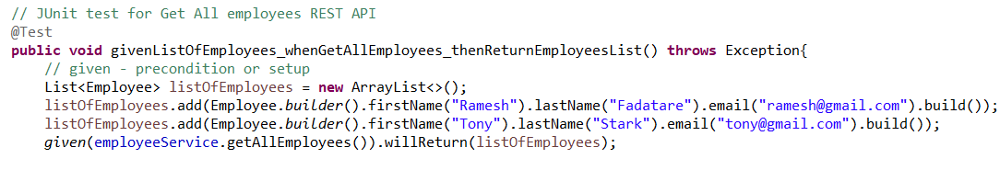 // JUnit test for Get All employees REST API
@Test
public void givenListOfEmployees_whenGetAllEmployees_thenReturnEmployeesList() throws Exception{
// given - precondition or setup
List<Employee> listOfEmployees = new ArrayList<>();
listOfEmployees.add(Employee.builder().firstName("Ramesh").lastName("Fadatare").email("ramesh@gmail.com").build());
listOfEmployees.add(Employee.builder().firstName("Tony").lastName("Stark").email("tony@gmail.com").build());
given(employeeService.getAllEmployees()).willReturn(listOfEmployees);